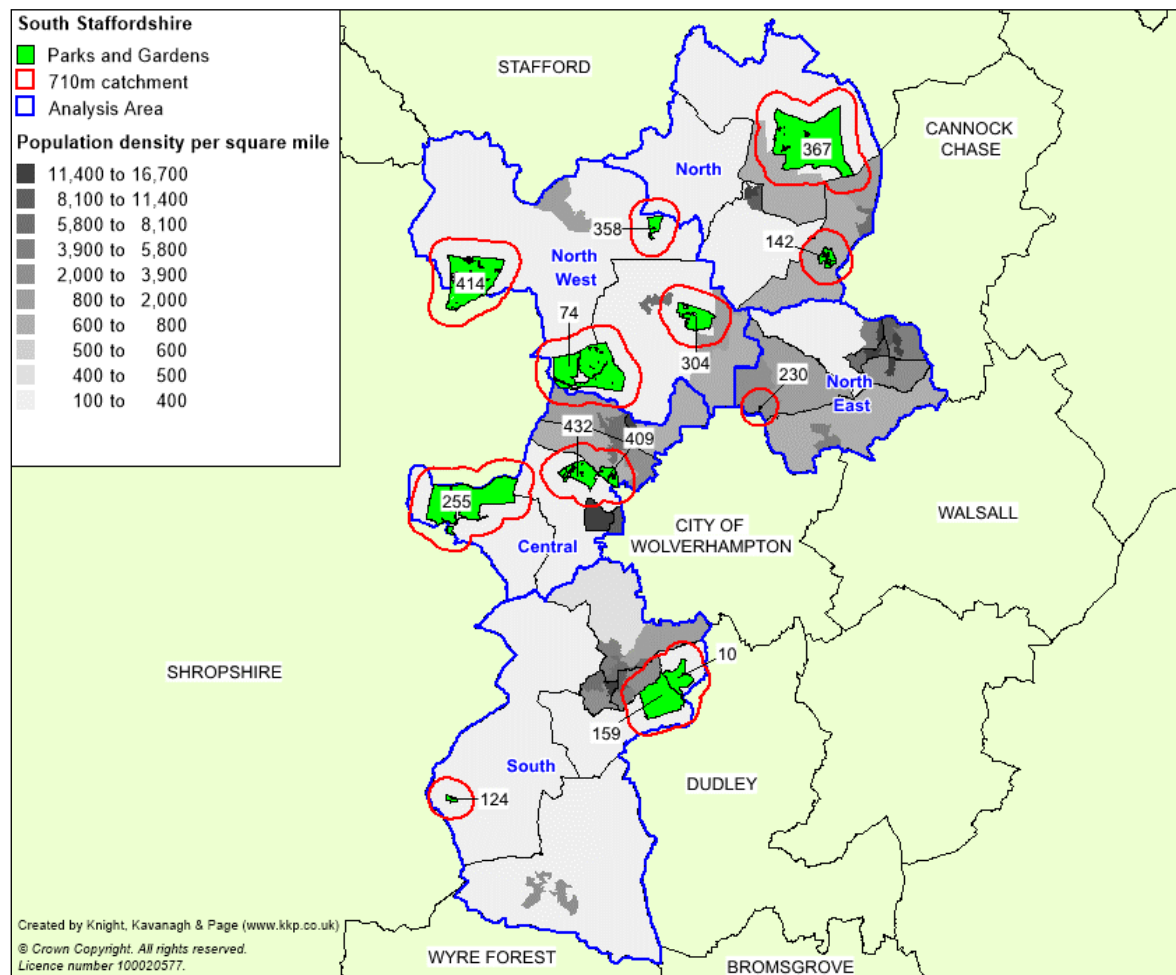 South Staffordshire
Parks and Gardens
710m catchment
Analysis Area
Population density per square mile
11,400 to 16,700
8,100 to 11,400
5,800 to 8,100
3,900 to 5,800
2,000 to 3,900
800 to 2,000
600 to 800
500 to 600
400 to 500
100 to 400
STAFFORD
CANNOCK
CHASE
367
North
358
142
North
West
414
74
304
230
North
East
432
409
255
CITY OF
WOLVERHAMPTON
WALSALL
Central
SHROPSHIRE
10
159
South
DUDLEY
124
Created by Knight, Kavanagh & Page (www.kkp.co.uk)
© Crown Copyright. All rights reserved.
Licence number 100020577.
WYRE FOREST
BROMSGROVE